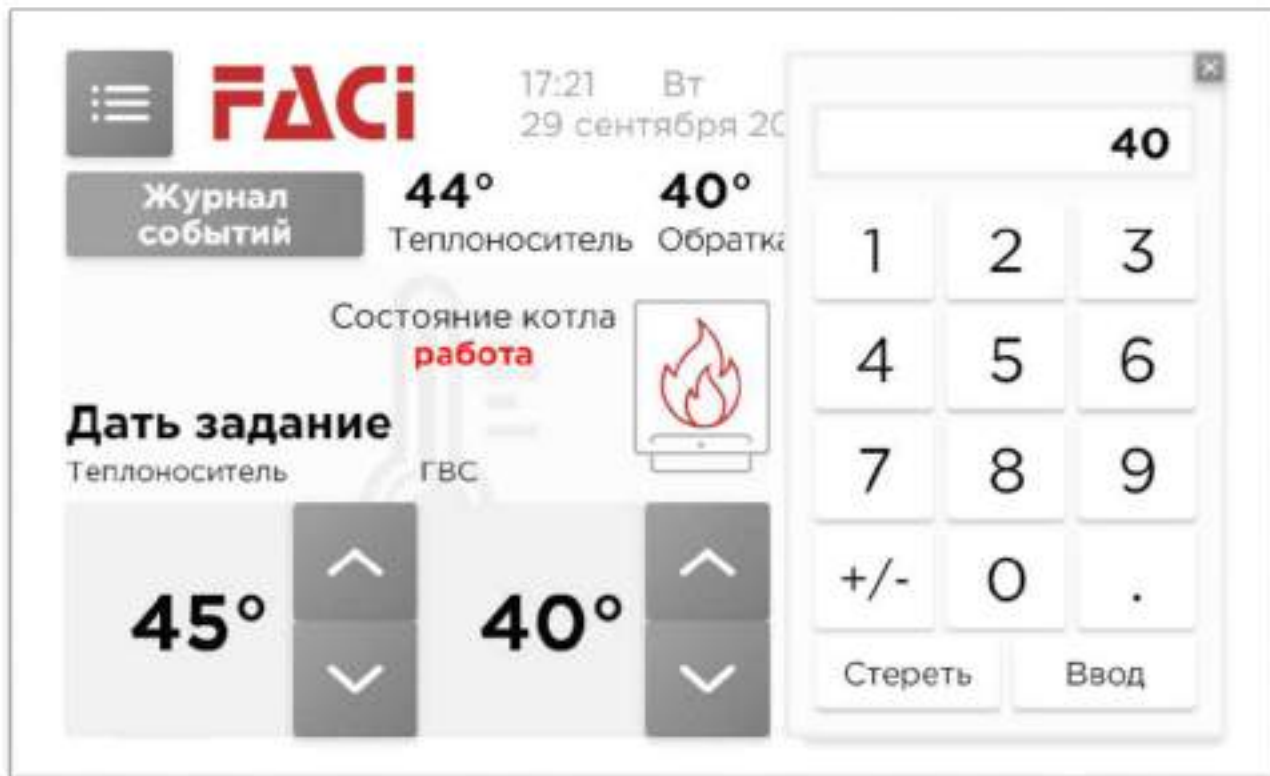 FACi
17:21 Вт
29 сентября 20
Журнал
событий
44° 40°
Теплоноситель Обратка
Состояние котла
работа
Дать задание
Теплоноситель ГВС
45° 40°
40
1 2 3
4 5 6
7 8 9
+/- 0 .
Стереть Ввод